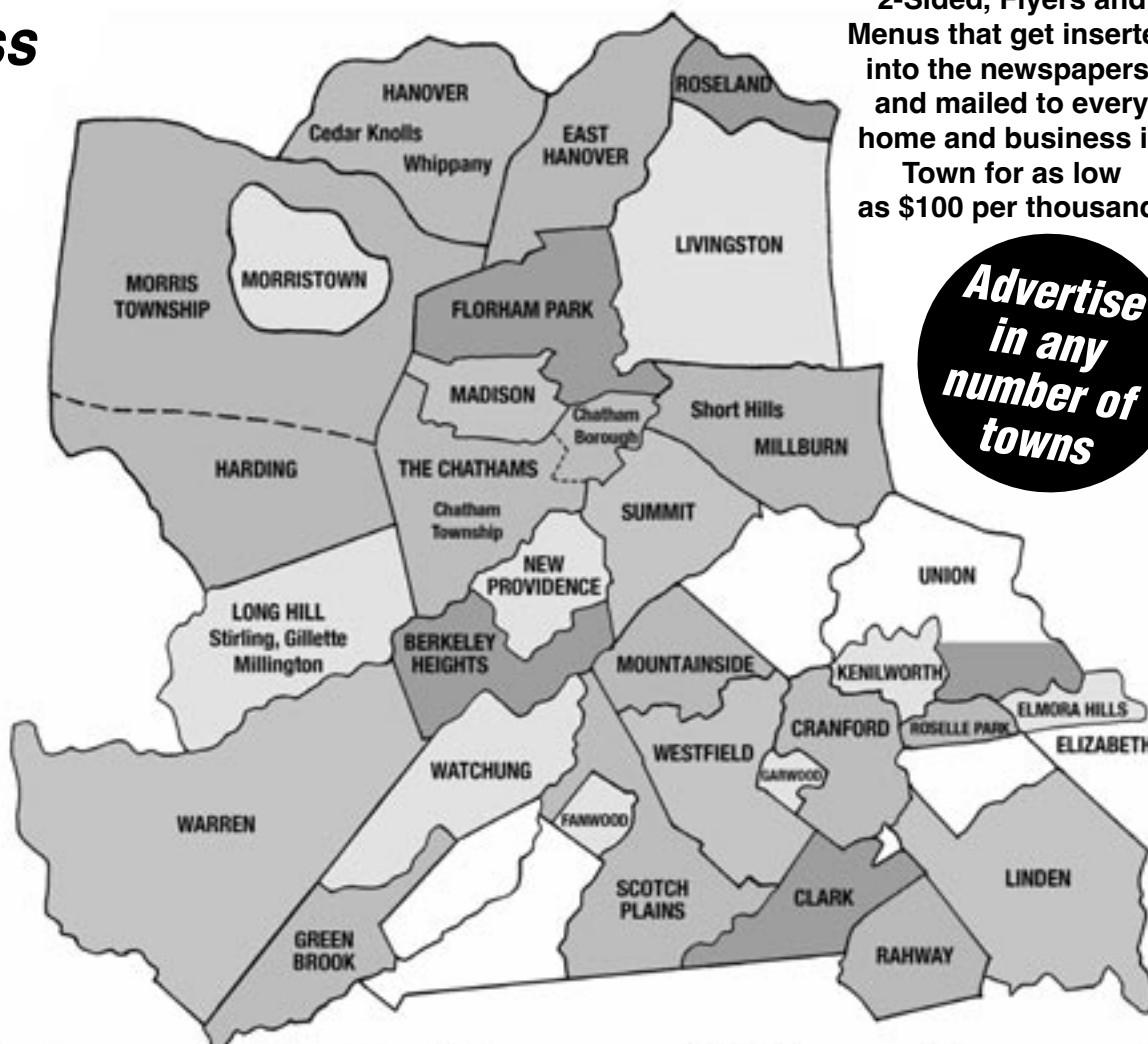 ss
2-Sided, Flyers and
Menus that get inserte
into the newspapers
and mailed to every
home and business i
Town for as low
as $100 per thousand
Advertise
in any
number of
towns
HANOVER
Cedar Knolls
Whippany
EAST
HANOVER
ROSELAND
LIVINGSTON
MORRIS
TOWNSHIP
MORRISTOWN
FLORHAM PARK
MADISON
Chatham
Borough
Short Hills
MILLBURN
HARDING
THE CHATHAMS
Chatham
Township
SUMMIT
NEW
PROVIDENCE
UNION
LONG HILL
Stirling, Gillette
Millington
BERKELEY
HEIGHTS
MOUNTAINSIDE
KENILWORTH
ELMORA HILLS
CRANFORD
ROSELLE PARK
ELIZABETH
WESTFIELD
GARWOOD
WATCHUNG
WARREN
FANWOOD
SCOTCH
PLAINS
CLARK
LINDEN
GREEN
BROOK
RAHWAY